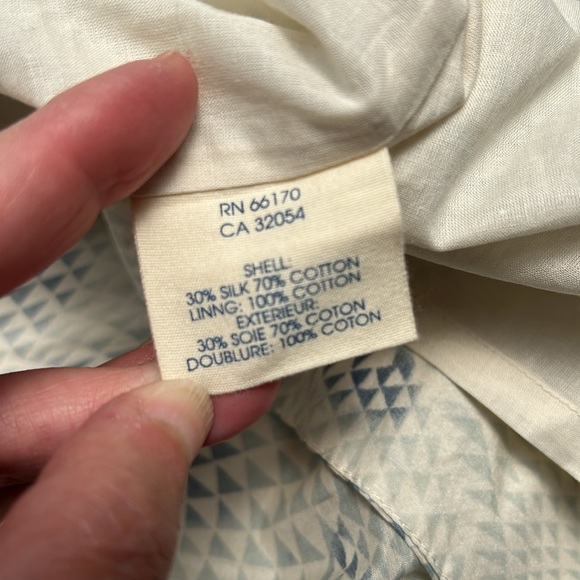 RN 66170
CA 32054
SHELL:
30% SILK 70% COTTON
LINNG: 100% COTTON
EXTERIEUR:
30% SOIE 70% COTON
DOUBLURE: 100% COTON